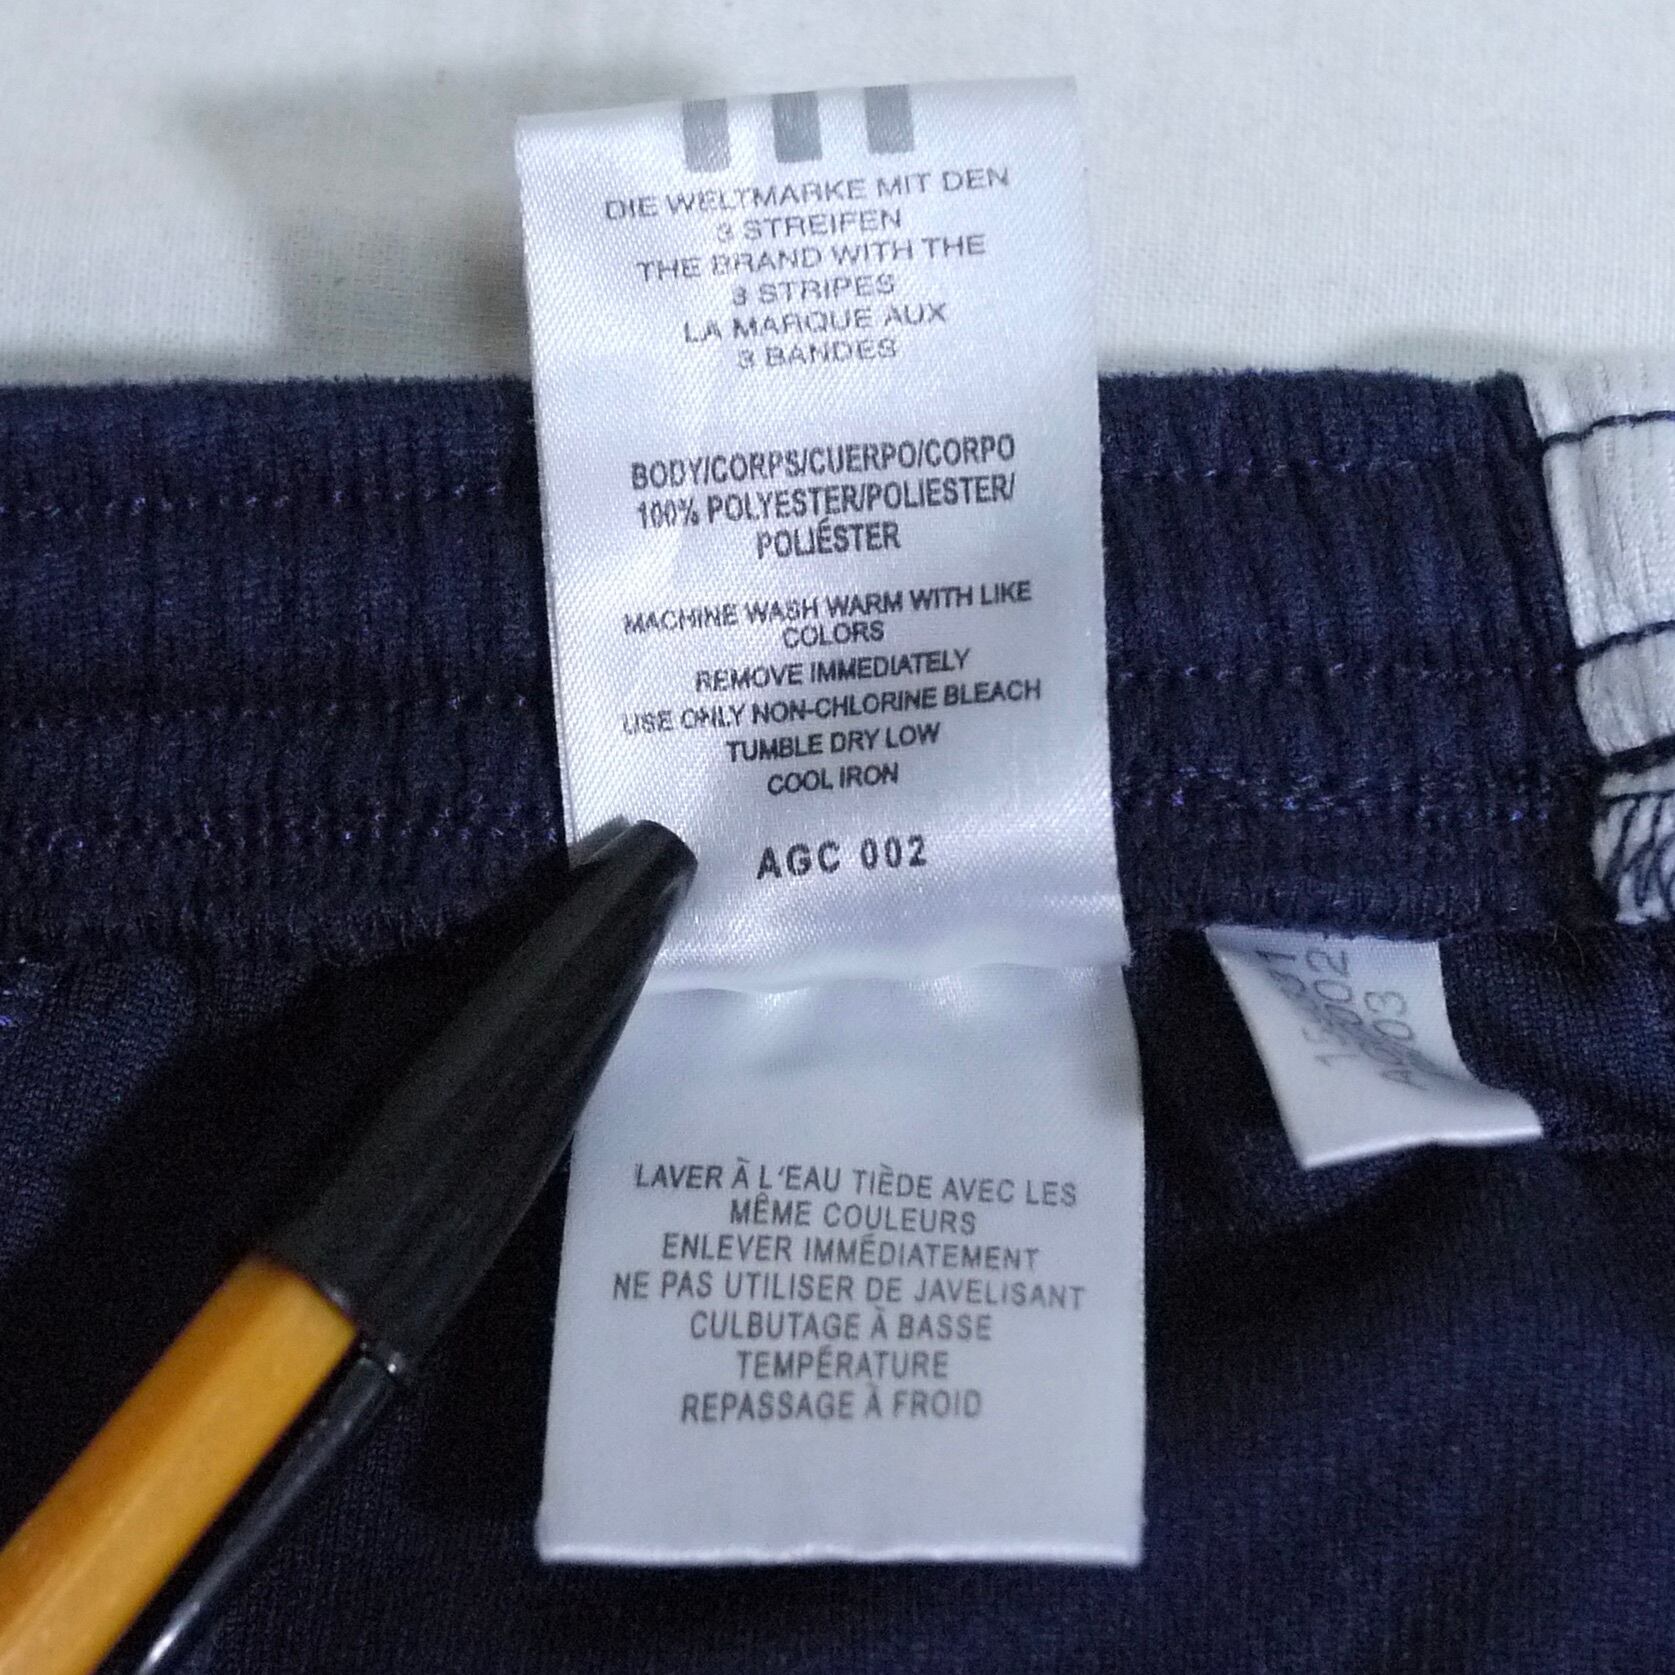 DIE WELTMARKE MIT DEN
3 STREIFEN
THE BRAND WITH THE
3 STRIPES
LA MARQUE AUX
3 BANDES
BODY/CORPS/CUERPO/CORPO
100% POLYESTER/POLIESTER/
POLIÉSTER
MACHINE WASH WARM WITH LIKE
COLORS
REMOVE IMMEDIATELY
USE ONLY NON-CHLORINE BLEACH
TUMBLE DRY LOW
COOL IRON
AGC 002
LAVER À L'EAU TIÈDE AVEC LES
MÊME COULEURS
ENLEVER IMMÉDIATEMENT
NE PAS UTILISER DE JAVELISANT
CULBUTAGE À BASSE
TEMPÉRATURE
REPASSAGE À FROID